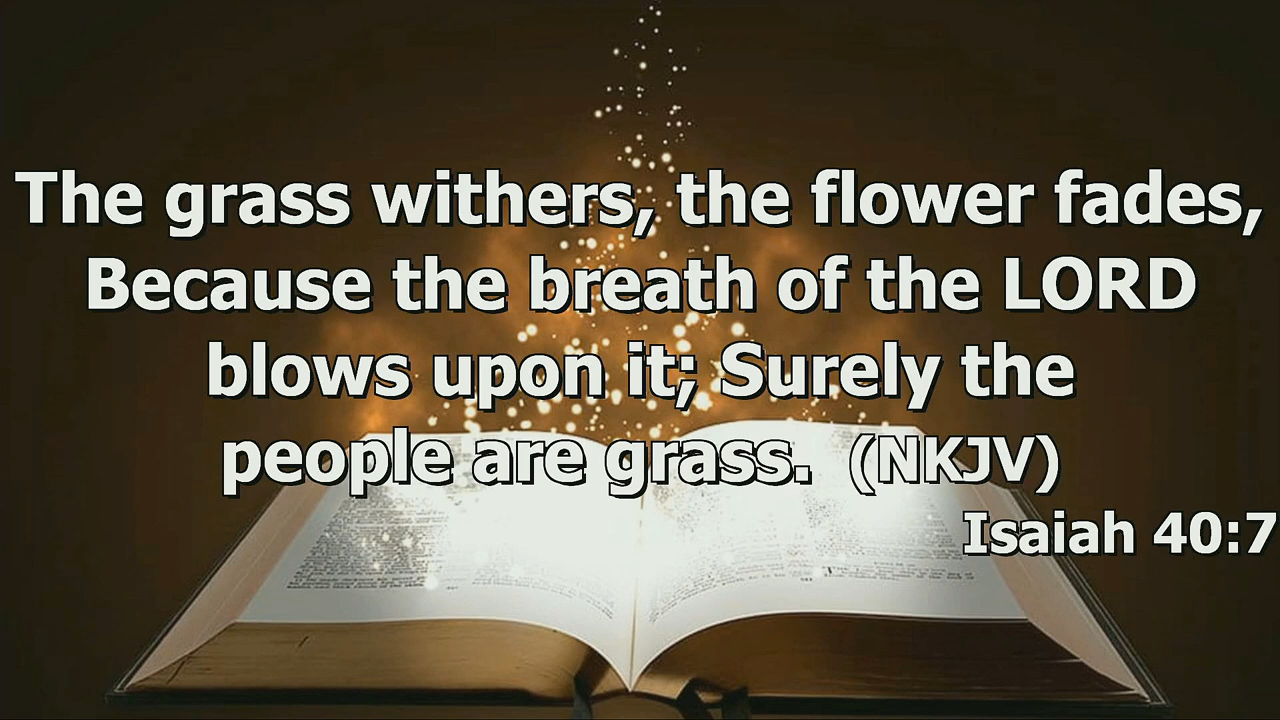 The grass withers, the flower fades,
Because the breath of the LORD
blows upon it; Surely the
people are grass. (NKJV)
Isaiah 40:7